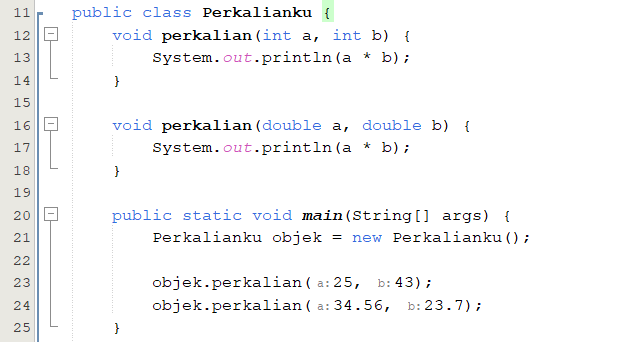 11 public class Perkalianku {
12 void perkalian(int a, int b) {
13 System.out.println(a * b);
14 }
15
16 void perkalian(double a, double b) {
17 System.out.println(a * b);
18 }
19
20 public static void main(String[] args) {
21 Perkalianku objek = new Perkalianku();
22
23 objek.perkalian( a: 25, b: 43);
24 objek.perkalian( a: 34.56, b: 23.7);
25 }